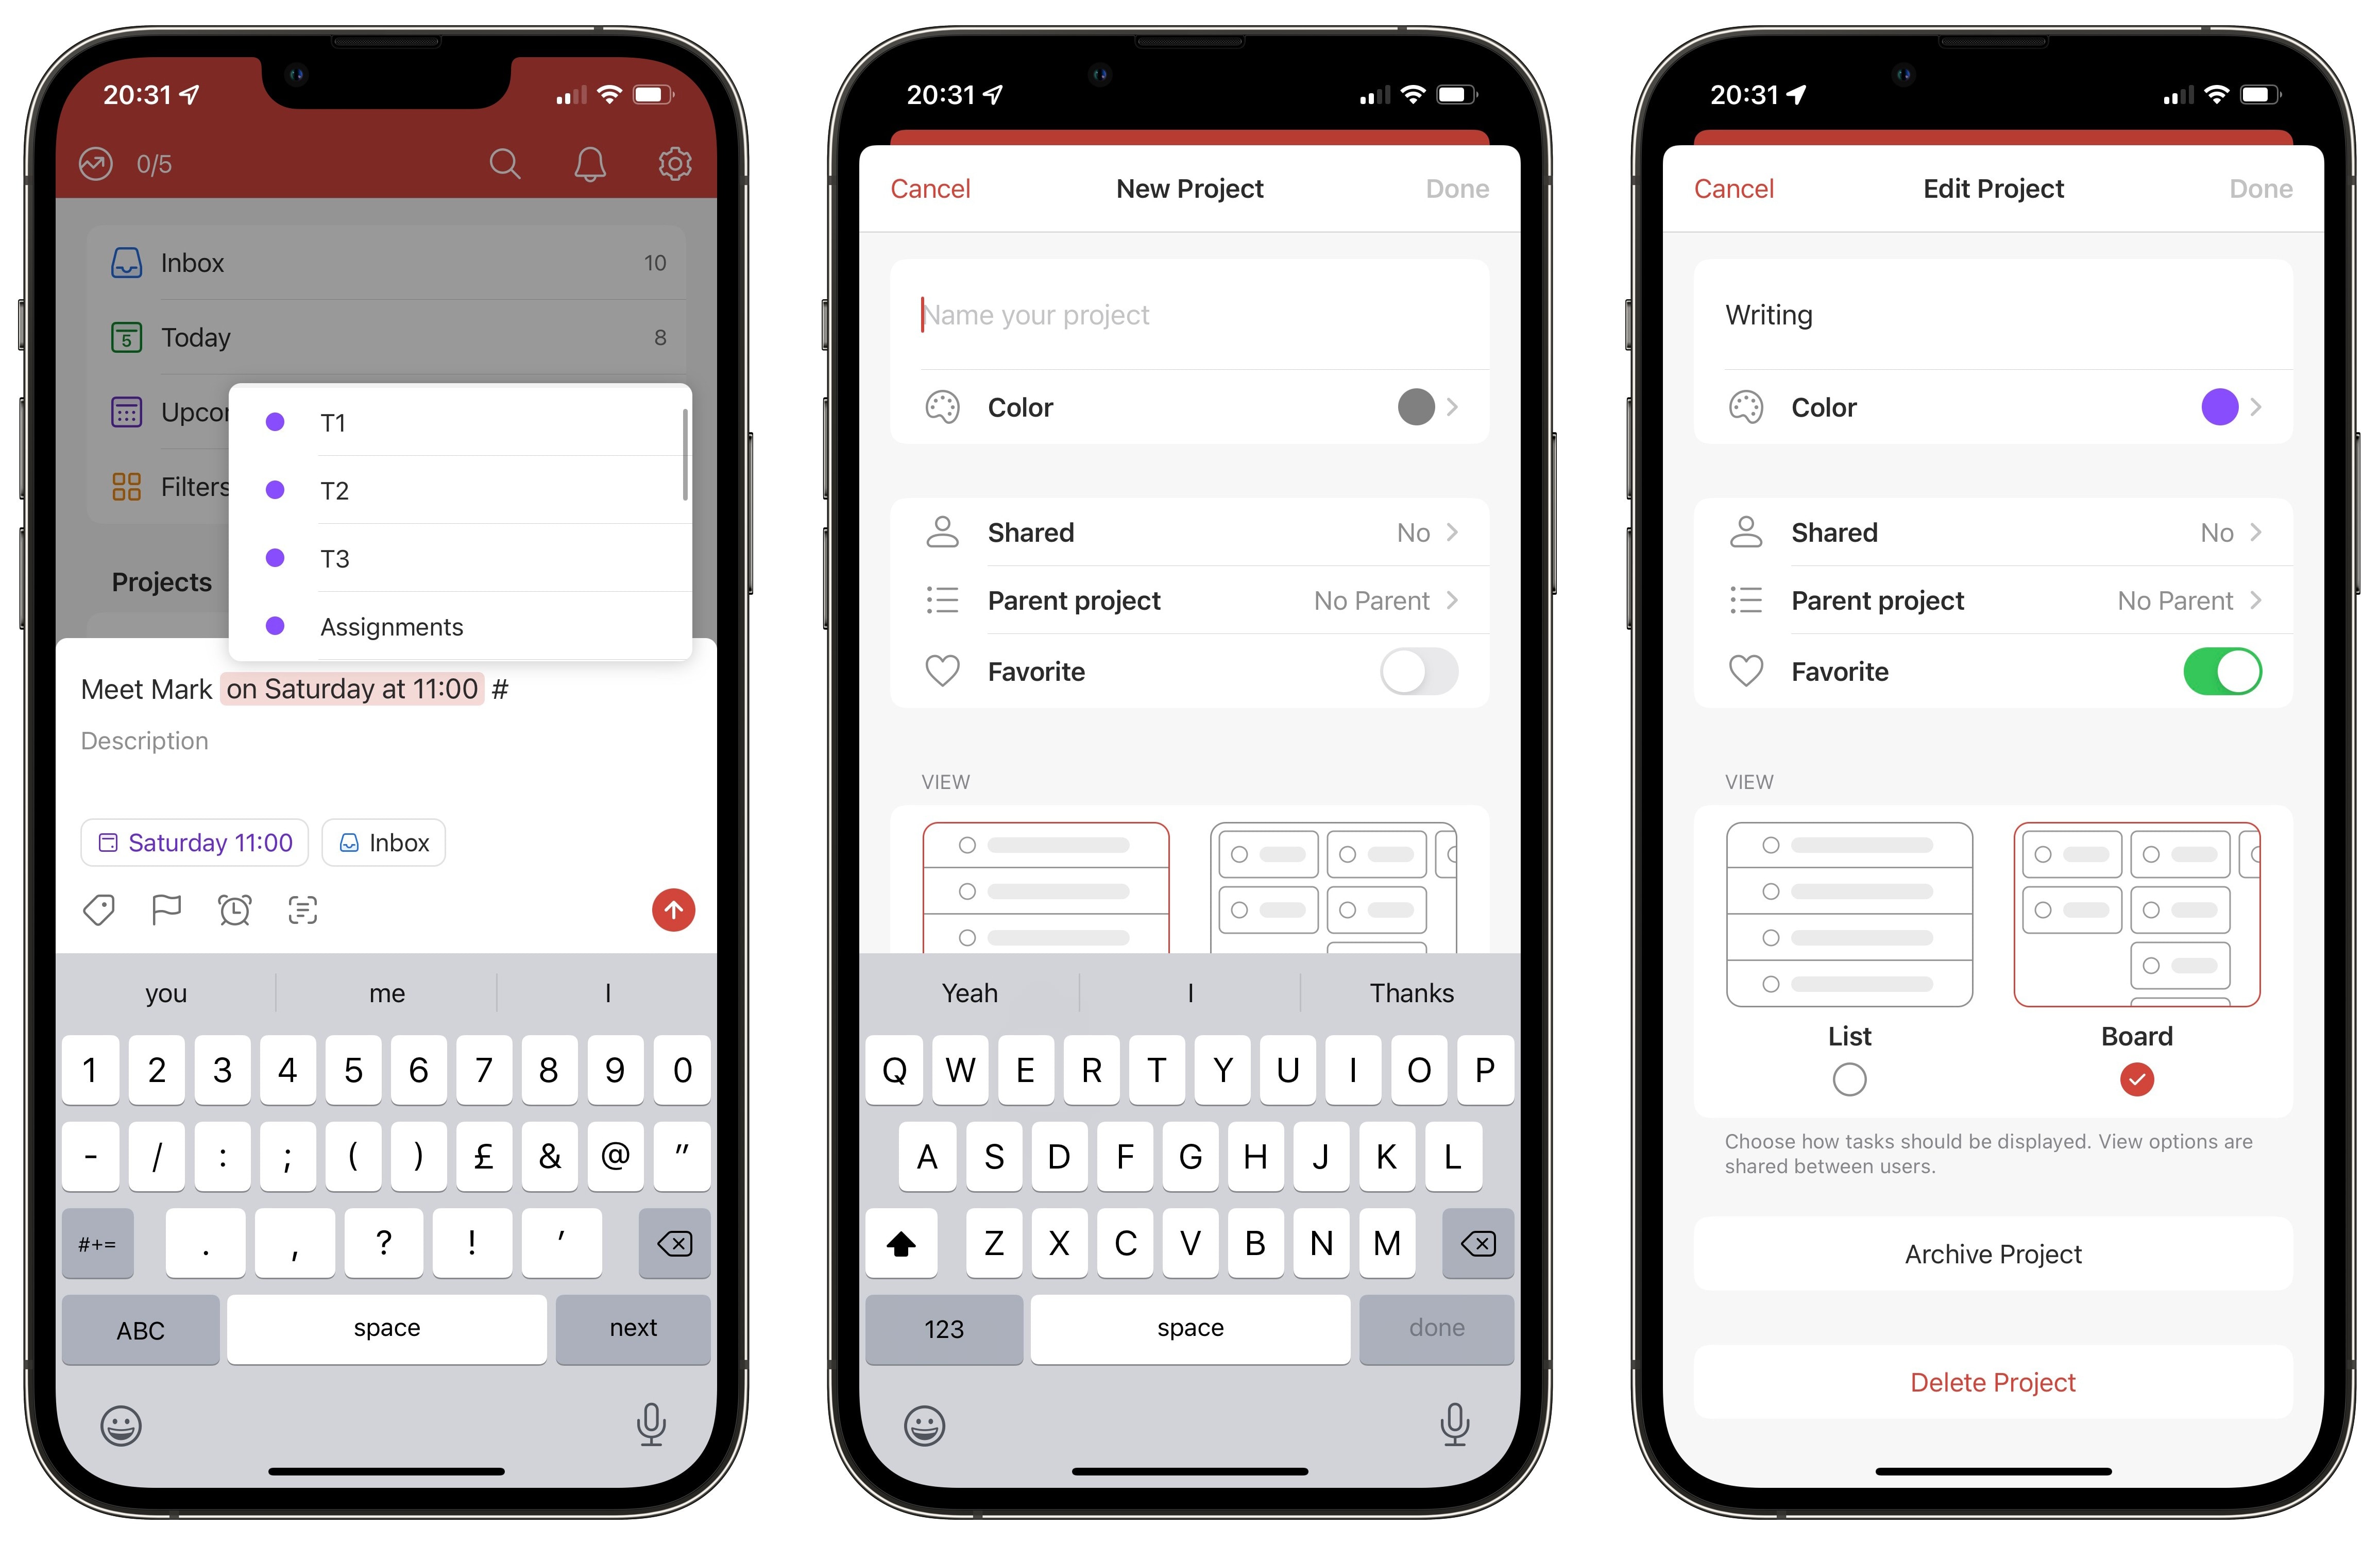 20:31
0/5
Inbox 10
5 Today 8
Upcor
Filters
T1
T2
T3
Assignments
Projects
Meet Mark on Saturday at 11:00 #
Description
Saturday 11:00 Inbox
you me I
1 2 3 4 5 6 7 8 9 0
- / : ; ( ) £ & @ "
#+= . , ? ! '
ABC space next
20:31
Cancel New Project Done
Name your project
Color
Shared No
Parent project No Parent
Favorite
VIEW
Yeah I Thanks
Q W E R T Y U I O P
A S D F G H J K L
Z X C V B N M
123 space done
20:31
Cancel Edit Project Done
Writing
Color
Shared No
Parent project No Parent
Favorite
VIEW
List Board
Choose how tasks should be displayed. View options are
shared between users.
Archive Project
Delete Project